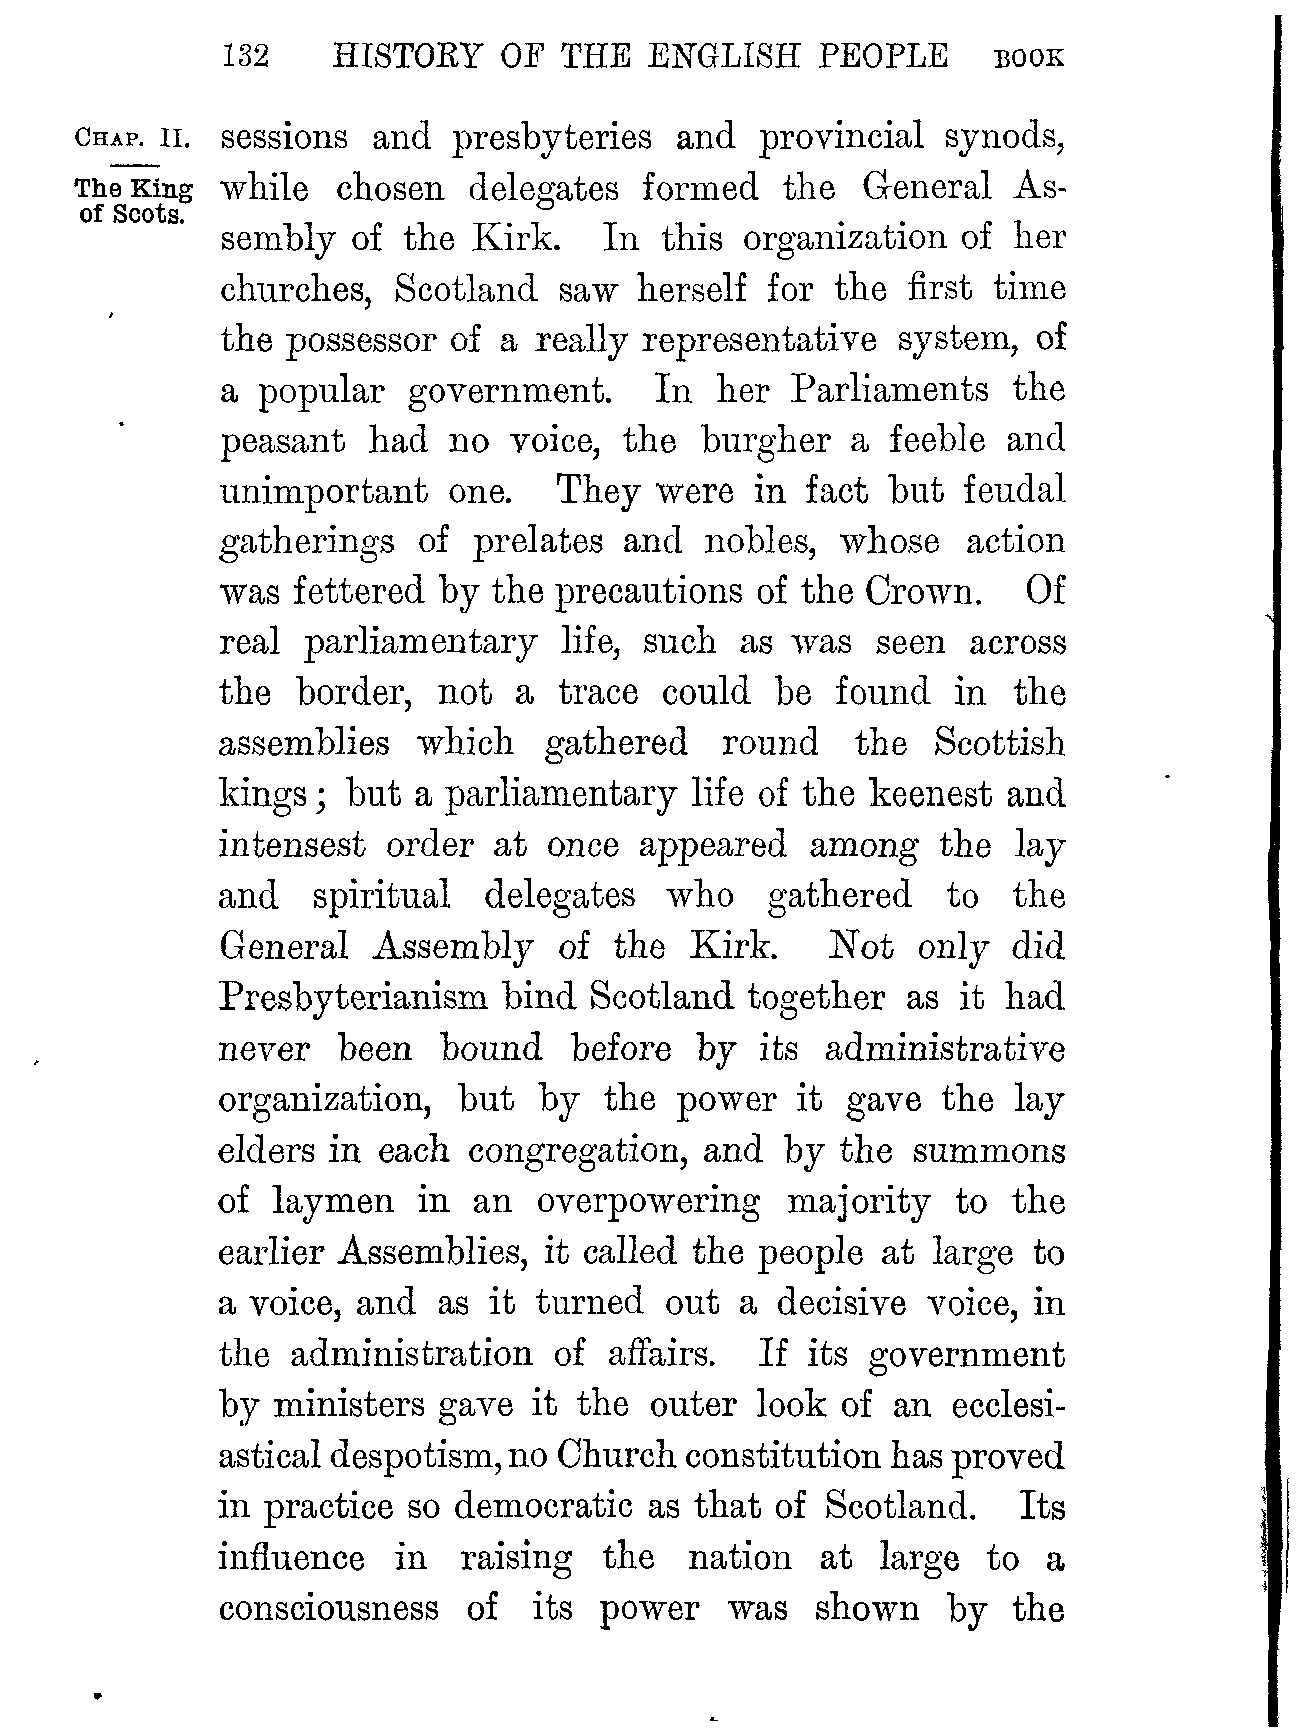 132 HISTORY OF THE ENGLISH PEOPLE BOOK
CHAP. II.
The King
of Scots.
sessions and presbyteries and provincial synods,
while chosen delegates formed the General As-
sembly of the Kirk. In this organization of her
churches, Scotland saw herself for the first time
the possessor of a really representative system, of
a popular government. In her Parliaments the
peasant had no voice, the burgher a feeble and
unimportant one. They were in fact but feudal
gatherings of prelates and nobles, whose action
was fettered by the precautions of the Crown. Of
real parliamentary life, such as was seen across
the border, not a trace could be found in the
assemblies which gathered round the Scottish
kings; but a parliamentary life of the keenest and
intensest order at once appeared among the lay
and spiritual delegates who gathered to the
General Assembly of the Kirk. Not only did
Presbyterianism bind Scotland together as it had
never been bound before by its administrative
organization, but by the power it gave the lay
elders in each congregation, and by the summons
of laymen in an overpowering majority to the
earlier Assemblies, it called the people at large to
a voice, and as it turned out a decisive voice, in
the administration of affairs. If its government
by ministers gave it the outer look of an ecclesi-
astical despotism, no Church constitution has proved
in practice so democratic as that of Scotland. Its
influence in raising the nation at large to a
consciousness of its power was shown by the